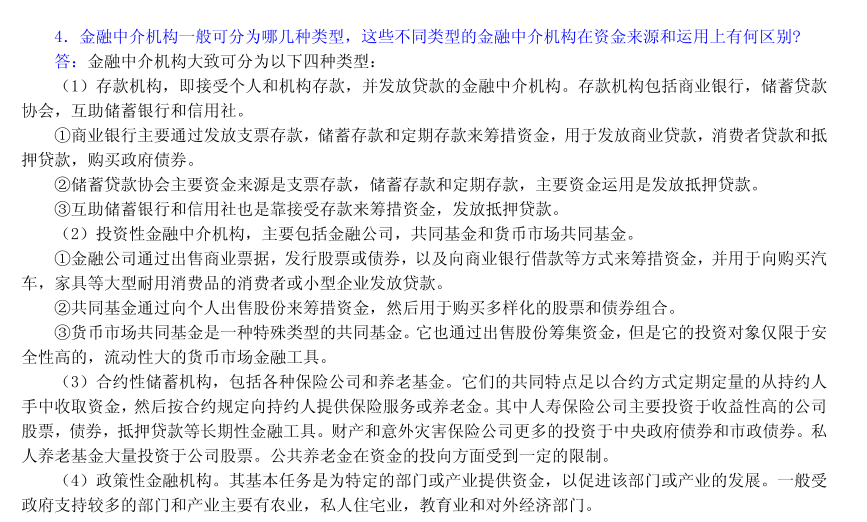 4．金融中介机构一般可分为哪几种类型，这些不同类型的金融中介机构在资金来源和运用上有何区别?
答：金融中介机构大致可分为以下四种类型：
（1）存款机构，即接受个人和机构存款，并发放贷款的金融中介机构。存款机构包括商业银行，储蓄贷款
协会，互助储蓄银行和信用社。
①商业银行主要通过发放支票存款，储蓄存款和定期存款来筹措资金，用于发放商业贷款，消费者贷款和抵
押贷款，购买政府债券。
②储蓄贷款协会主要资金来源是支票存款，储蓄存款和定期存款，主要资金运用是发放抵押贷款。
③互助储蓄银行和信用社也是靠接受存款来筹措资金，发放抵押贷款。
（2）投资性金融中介机构，主要包括金融公司，共同基金和货币市场共同基金。
①金融公司通过出售商业票据，发行股票或债券，以及向商业银行借款等方式来筹措资金，并用于向购买汽
车，家具等大型耐用消费品的消费者或小型企业发放贷款。
②共同基金通过向个人出售股份来筹措资金，然后用于购买多样化的股票和债券组合。
③货币市场共同基金是一种特殊类型的共同基金。它也通过出售股份筹集资金，但是它的投资对象仅限于安
全性高的，流动性大的货币市场金融工具。
（3）合约性储蓄机构，包括各种保险公司和养老基金。它们的共同特点足以合约方式定期定量的从持约人
手中收取资金，然后按合约规定向持约人提供保险服务或养老金。其中人寿保险公司主要投资于收益性高的公司
股票，债券，抵押贷款等长期性金融工具。财产和意外灾害保险公司更多的投资于中央政府债券和市政债券。私
人养老基金大量投资于公司股票。公共养老金在资金的投向方面受到一定的限制。
（4）政策性金融机构。其基本任务是为特定的部门或产业提供资金，以促进该部门或产业的发展。一般受
政府支持较多的部门和产业主要有农业，私人住宅业，教育业和对外经济部门。